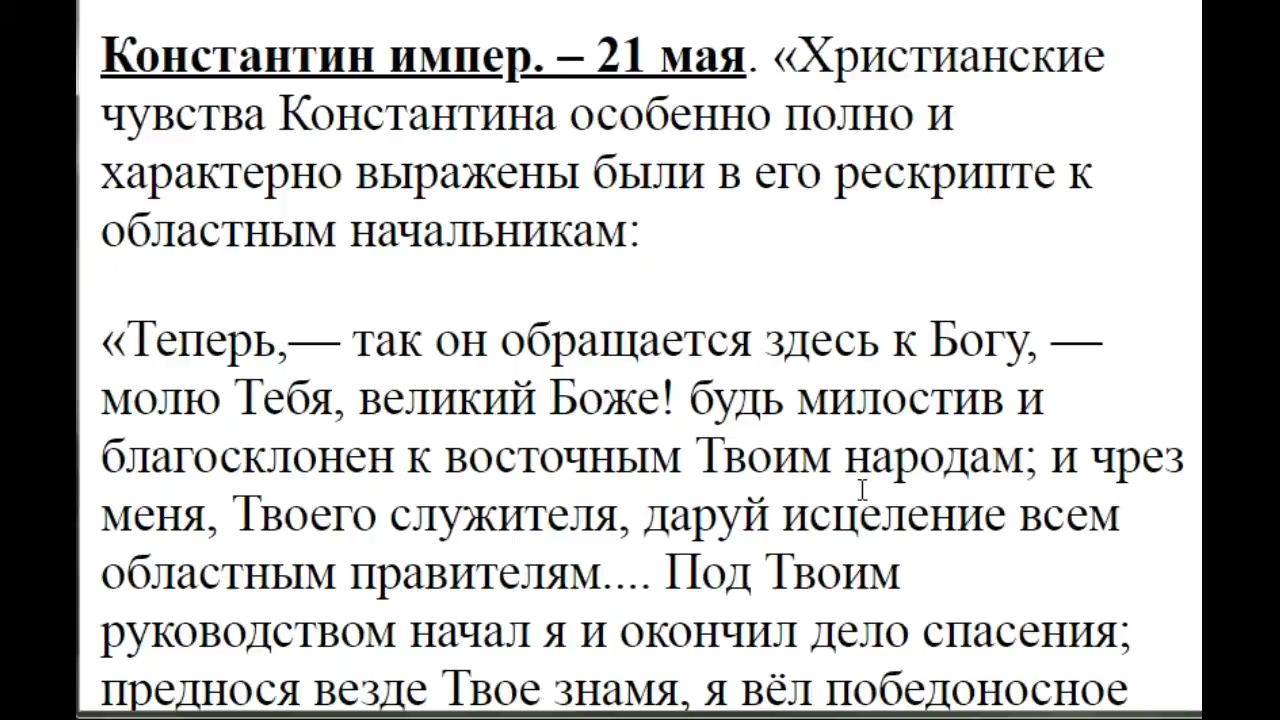 Константин импер. – 21 мая. «Христианские
чувства Константина особенно полно и
характерно выражены были в его рескрипте к
областным начальникам:
«Теперь,— так он обращается здесь к Богу, —
молю Тебя, великий Боже! будь милостив и
благосклонен к восточным Твоим народам; и чрез
меня, Твоего служителя, даруй исцеление всем
областным правителям.... Под Твоим
руководством начал я и окончил дело спасения;
преднося везде Твое знамя, я вёл победоносное